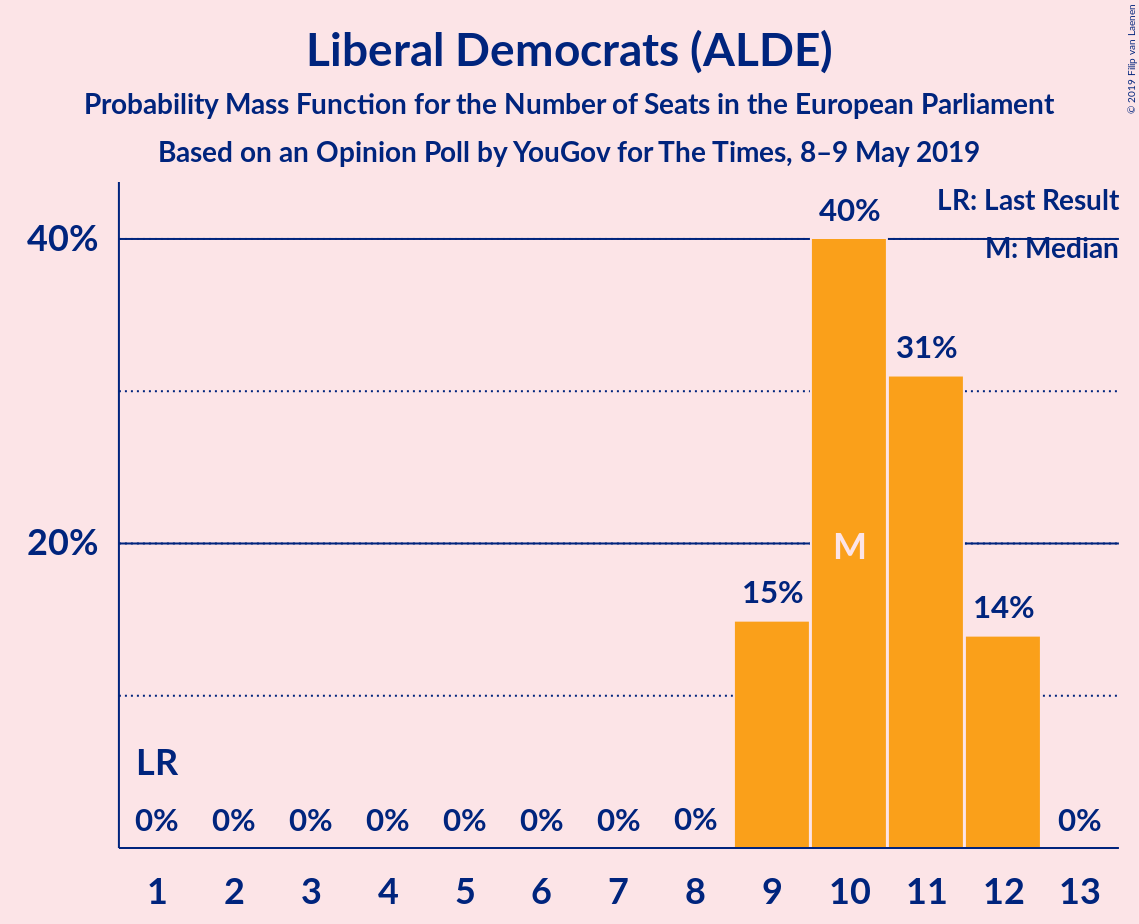 Liberal Democrats (ALDE)
Probability Mass Function for the Number of Seats in the European Parliament
Based on an Opinion Poll by YouGov for The Times, 8–9 May 2019
© 2019 Filip van Laenen
LR: Last Result
M: Median
40%
20%
40%
31%
15%
14%
M
LR
0% 0% 0% 0% 0% 0% 0% 0% 0%
1 2 3 4 5 6 7 8 9 10 11 12 13